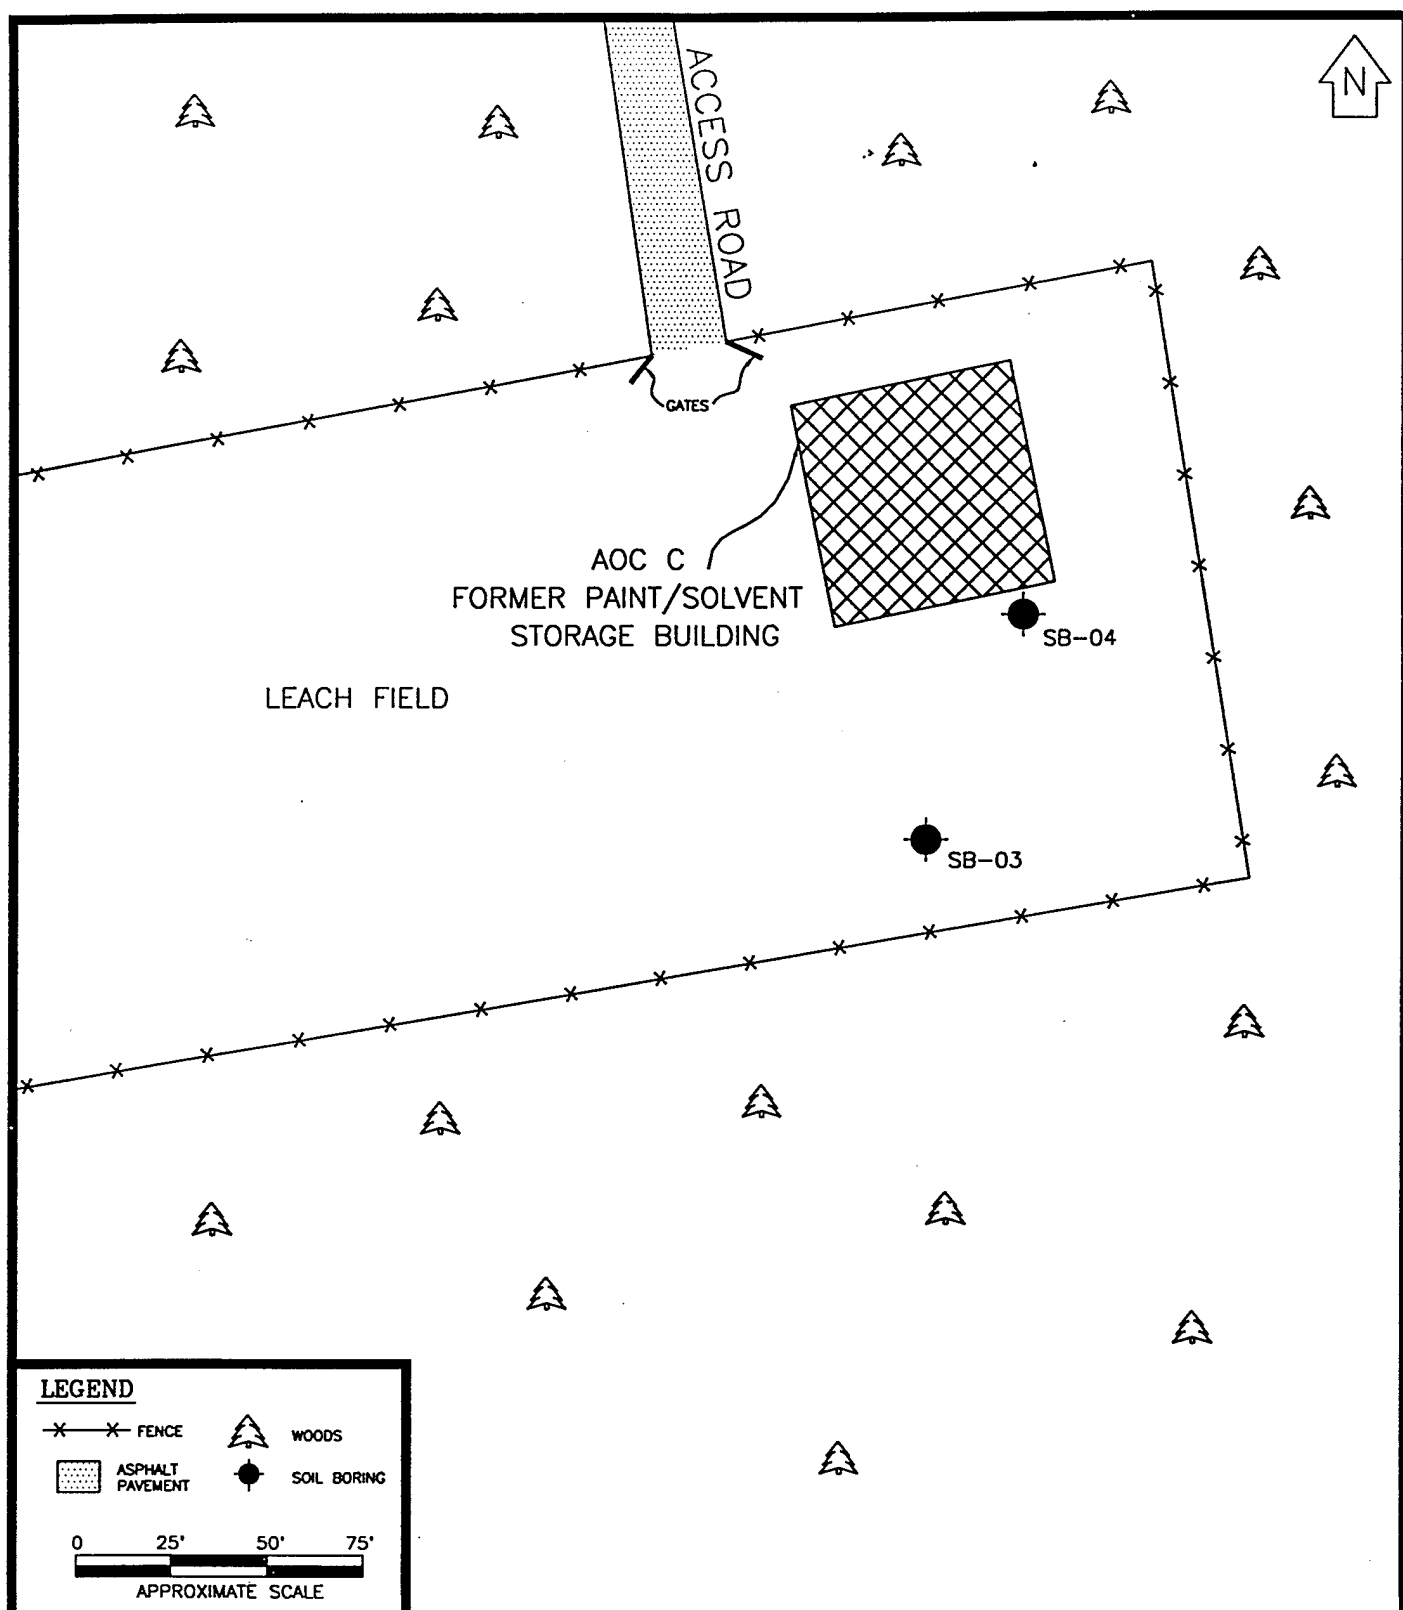 N
ACCESS ROAD
GATES
AOC C
FORMER PAINT/SOLVENT
STORAGE BUILDING
SB-04
LEACH FIELD
SB-03
LEGEND
FENCE
WOODS
ASPHALT
PAVEMENT
SOIL BORING
0 25' 50' 75'
APPROXIMATE SCALE